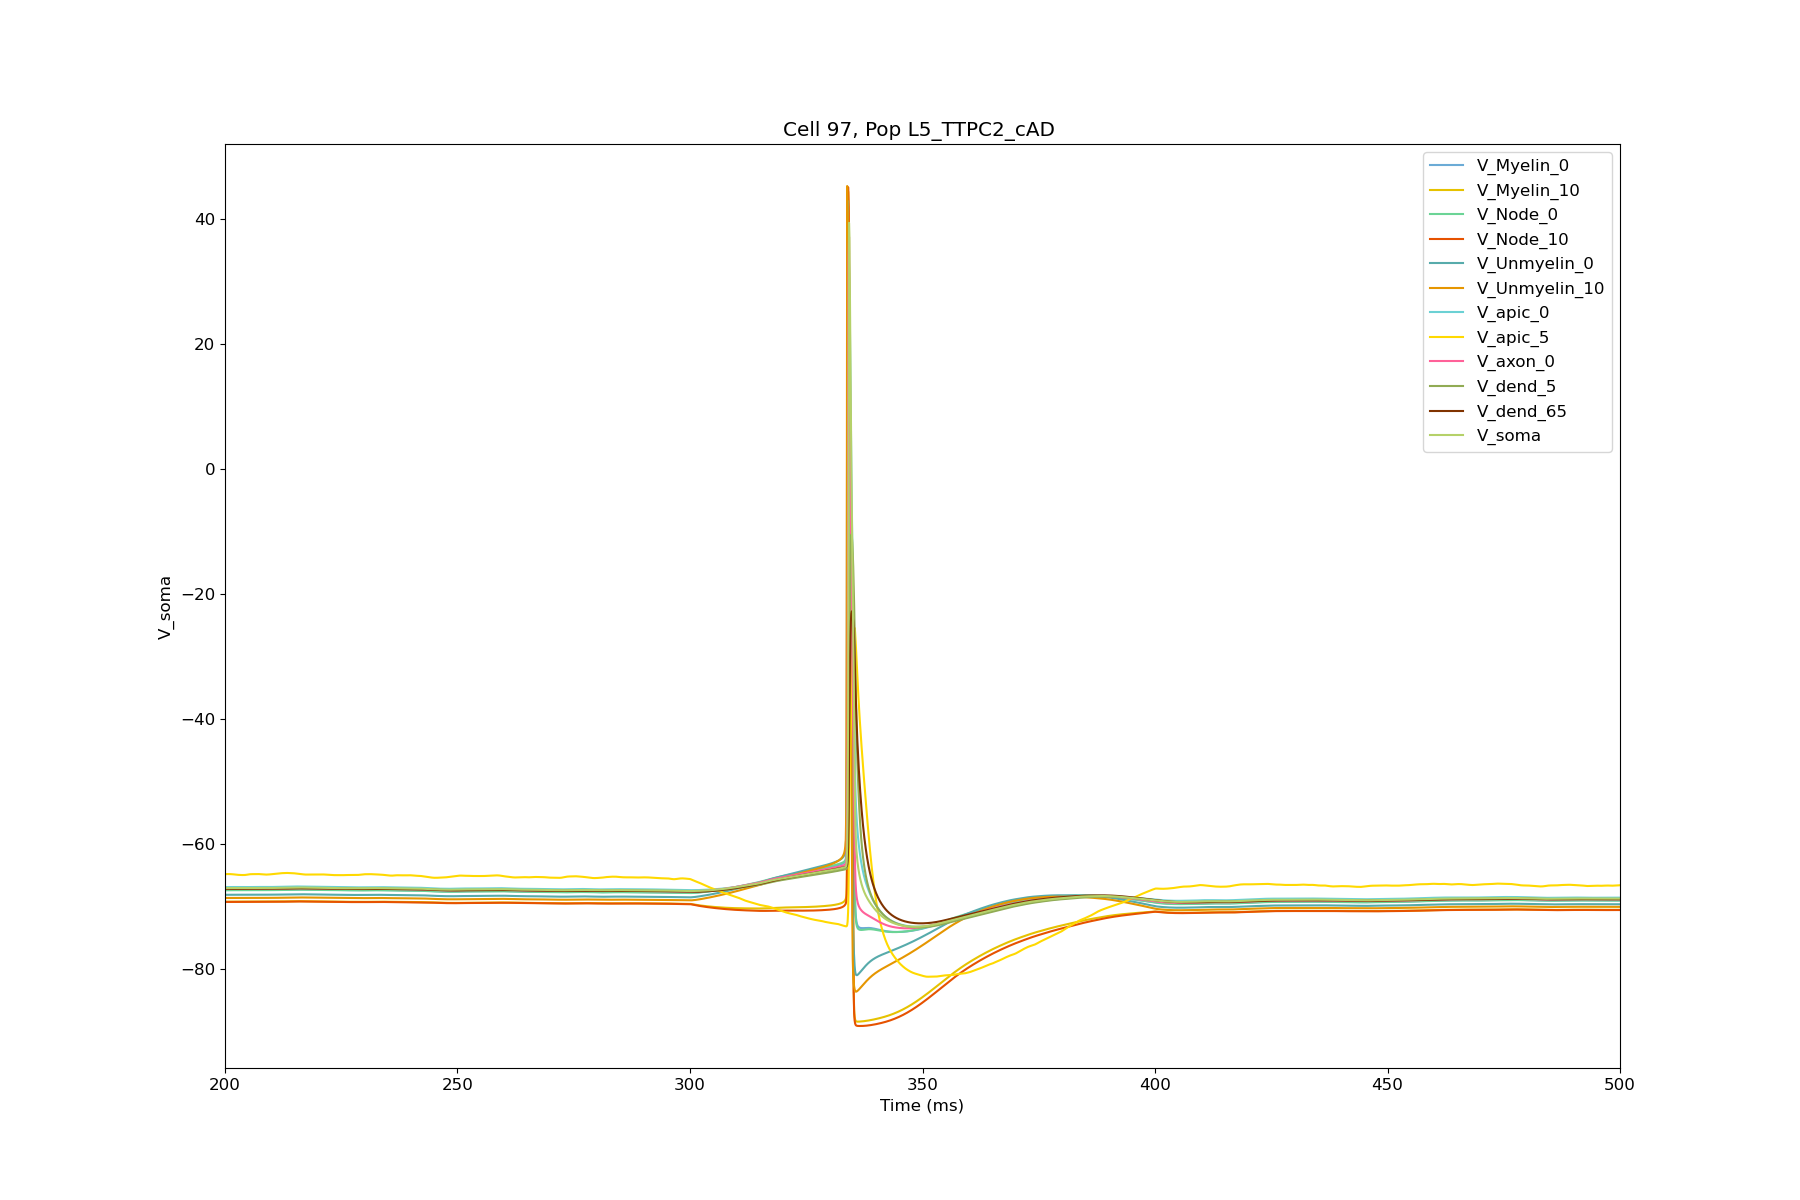 Cell 97, Pop L5_TTPC2_cAD
V_Myelin_0
V_Myelin_10
V_Node_0
V_Node_10
V_Unmyelin_0
V_Unmyelin_10
V_apic_0
V_apic_5
V_axon_0
V_dend_5
V_dend_65
V_soma
40
20
0
−20
−40
−60
−80
V_soma
200 250 300 350 400 450 500
Time (ms)